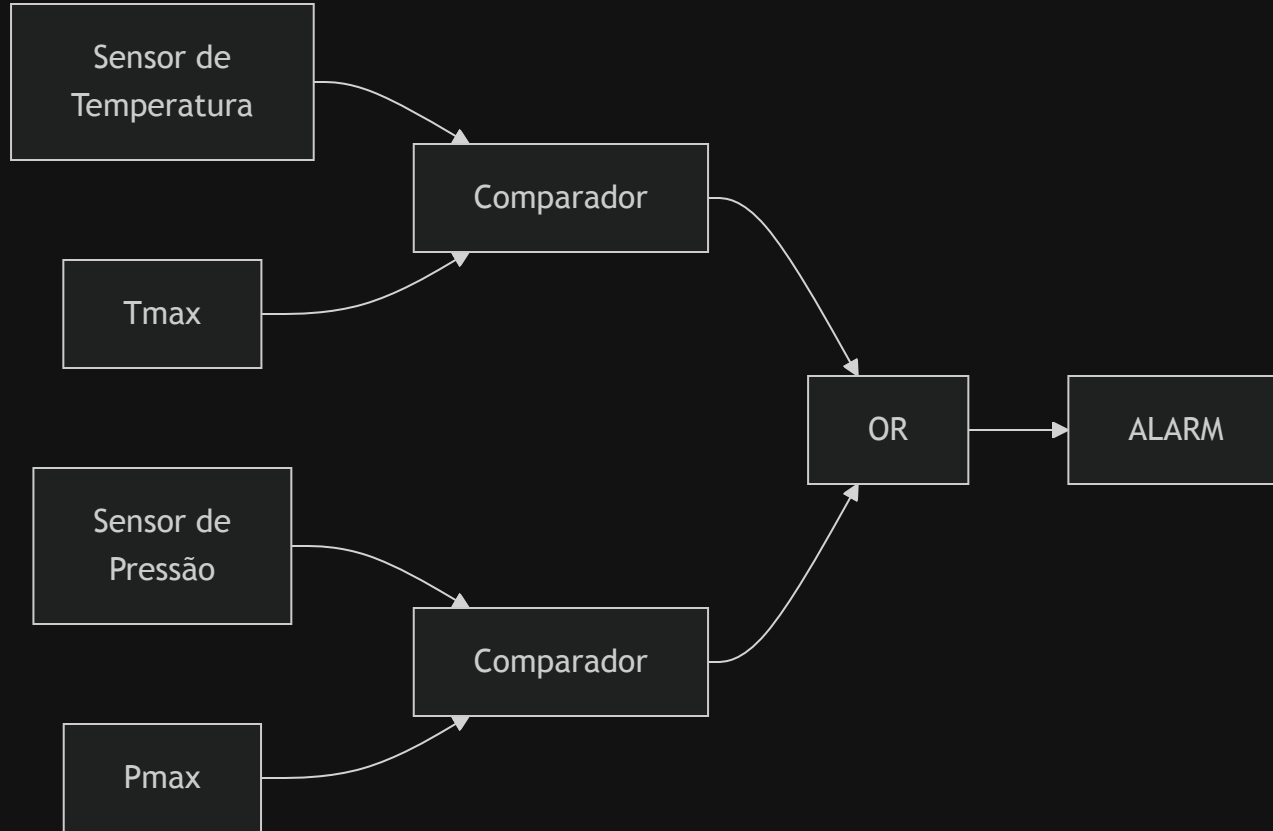 Sensor de
Temperatura
Comparador
Tmax
OR
ALARM
Sensor de
Pressão
Comparador
Pmax